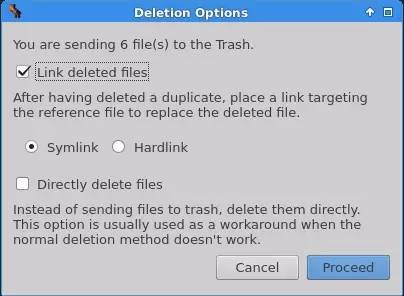 Deletion Options
You are sending 6 file(s) to the Trash.
Link deleted files
After having deleted a duplicate, place a link targeting
the reference file to replace the deleted file.
Symlink Hardlink
Directly delete files
Instead of sending files to trash, delete them directly.
This option is usually used as a workaround when the
normal deletion method doesn't work.
Cancel Proceed